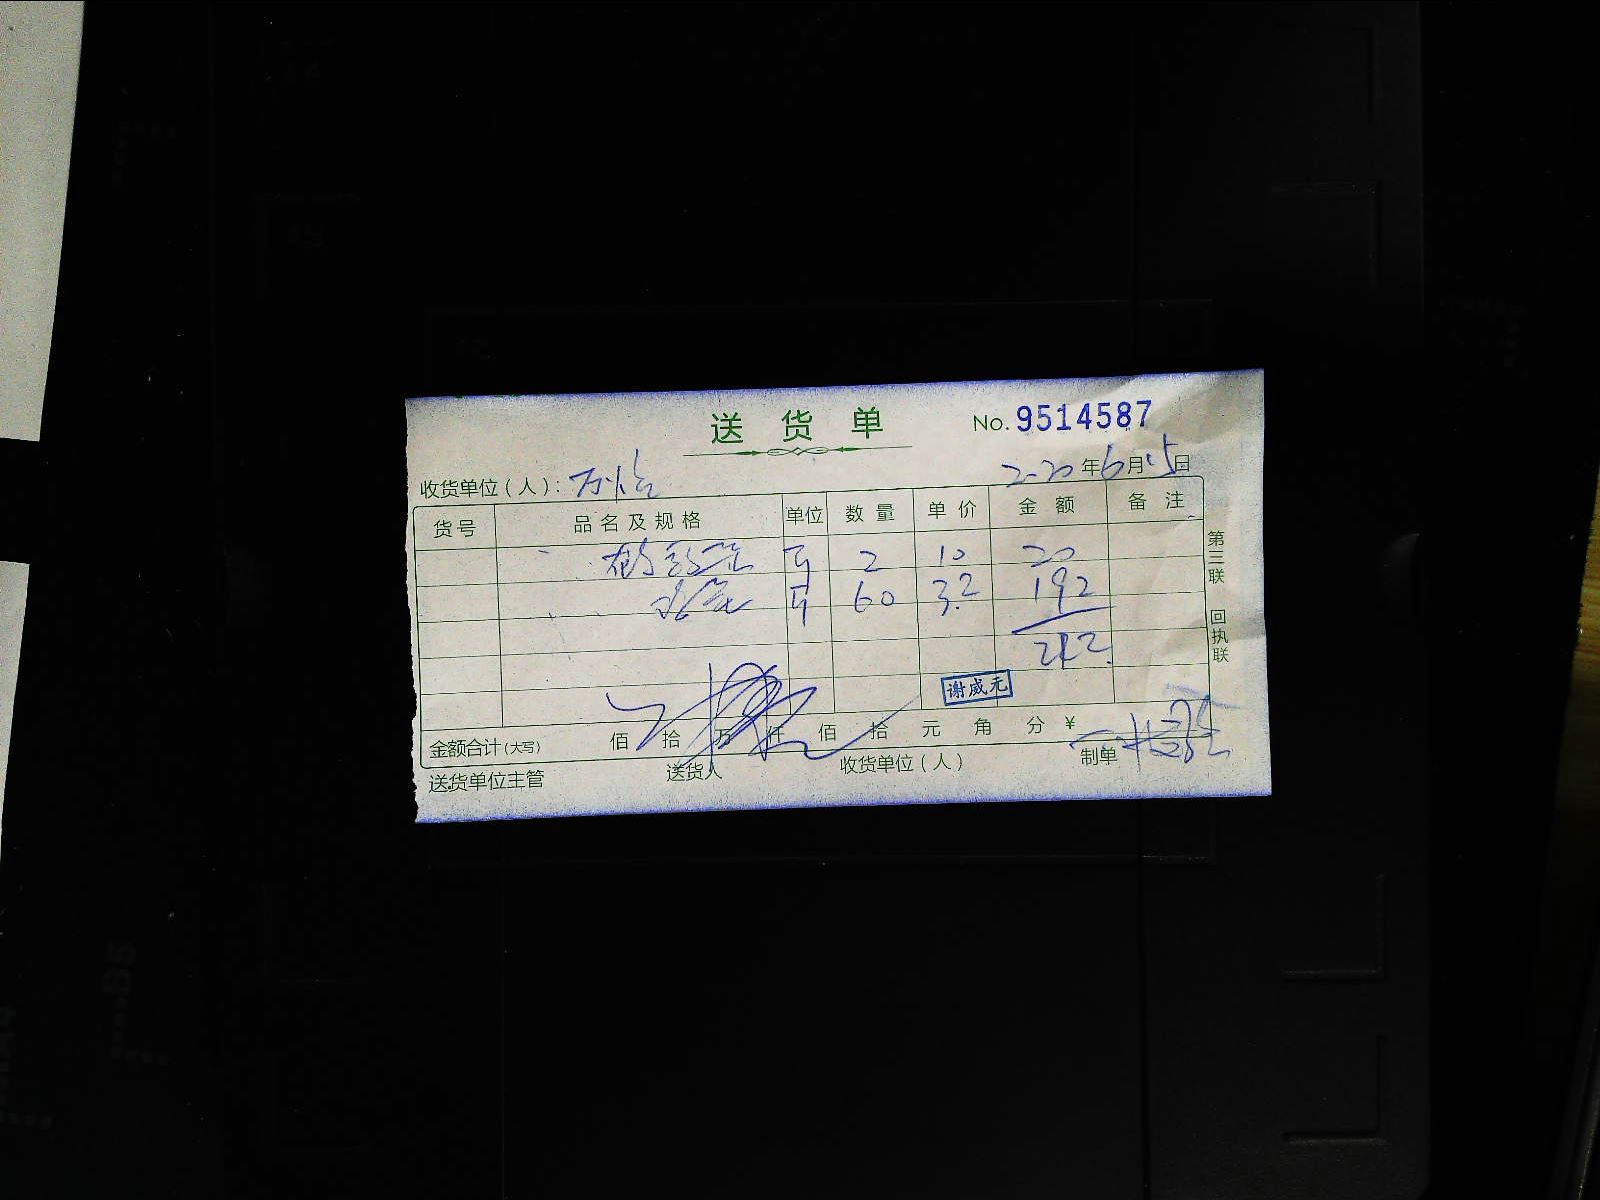 送货单
No. 9514587
收货单位(人): 万怡 2020年6月15日
货号 品名及规格 单位 数量 单价 金额 备注
2 10 20
60 3.2 192
212
谢威元
金额合计(大写) 佰 拾 万 仟 佰 拾 元 角 分 ¥
送货单位主管 送货人 收货单位(人) 制单
第三联 回执联